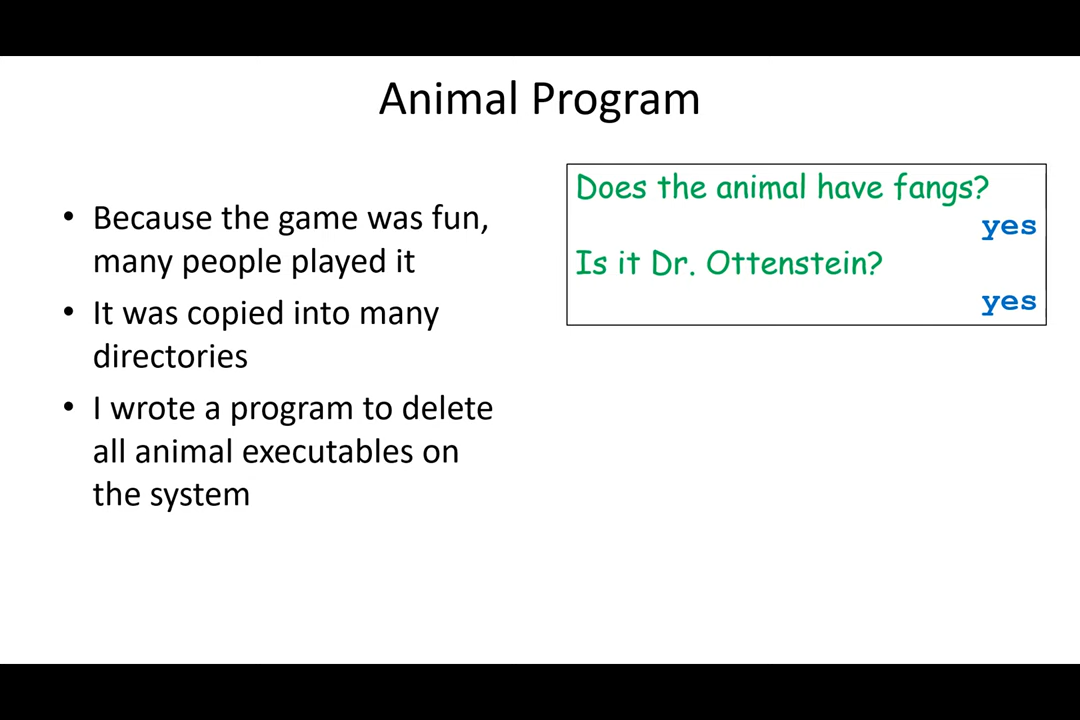 Animal Program
• Because the game was fun,
many people played it
• It was copied into many
directories
• I wrote a program to delete
all animal executables on
the system
Does the animal have fangs?
yes
Is it Dr. Ottenstein?
yes